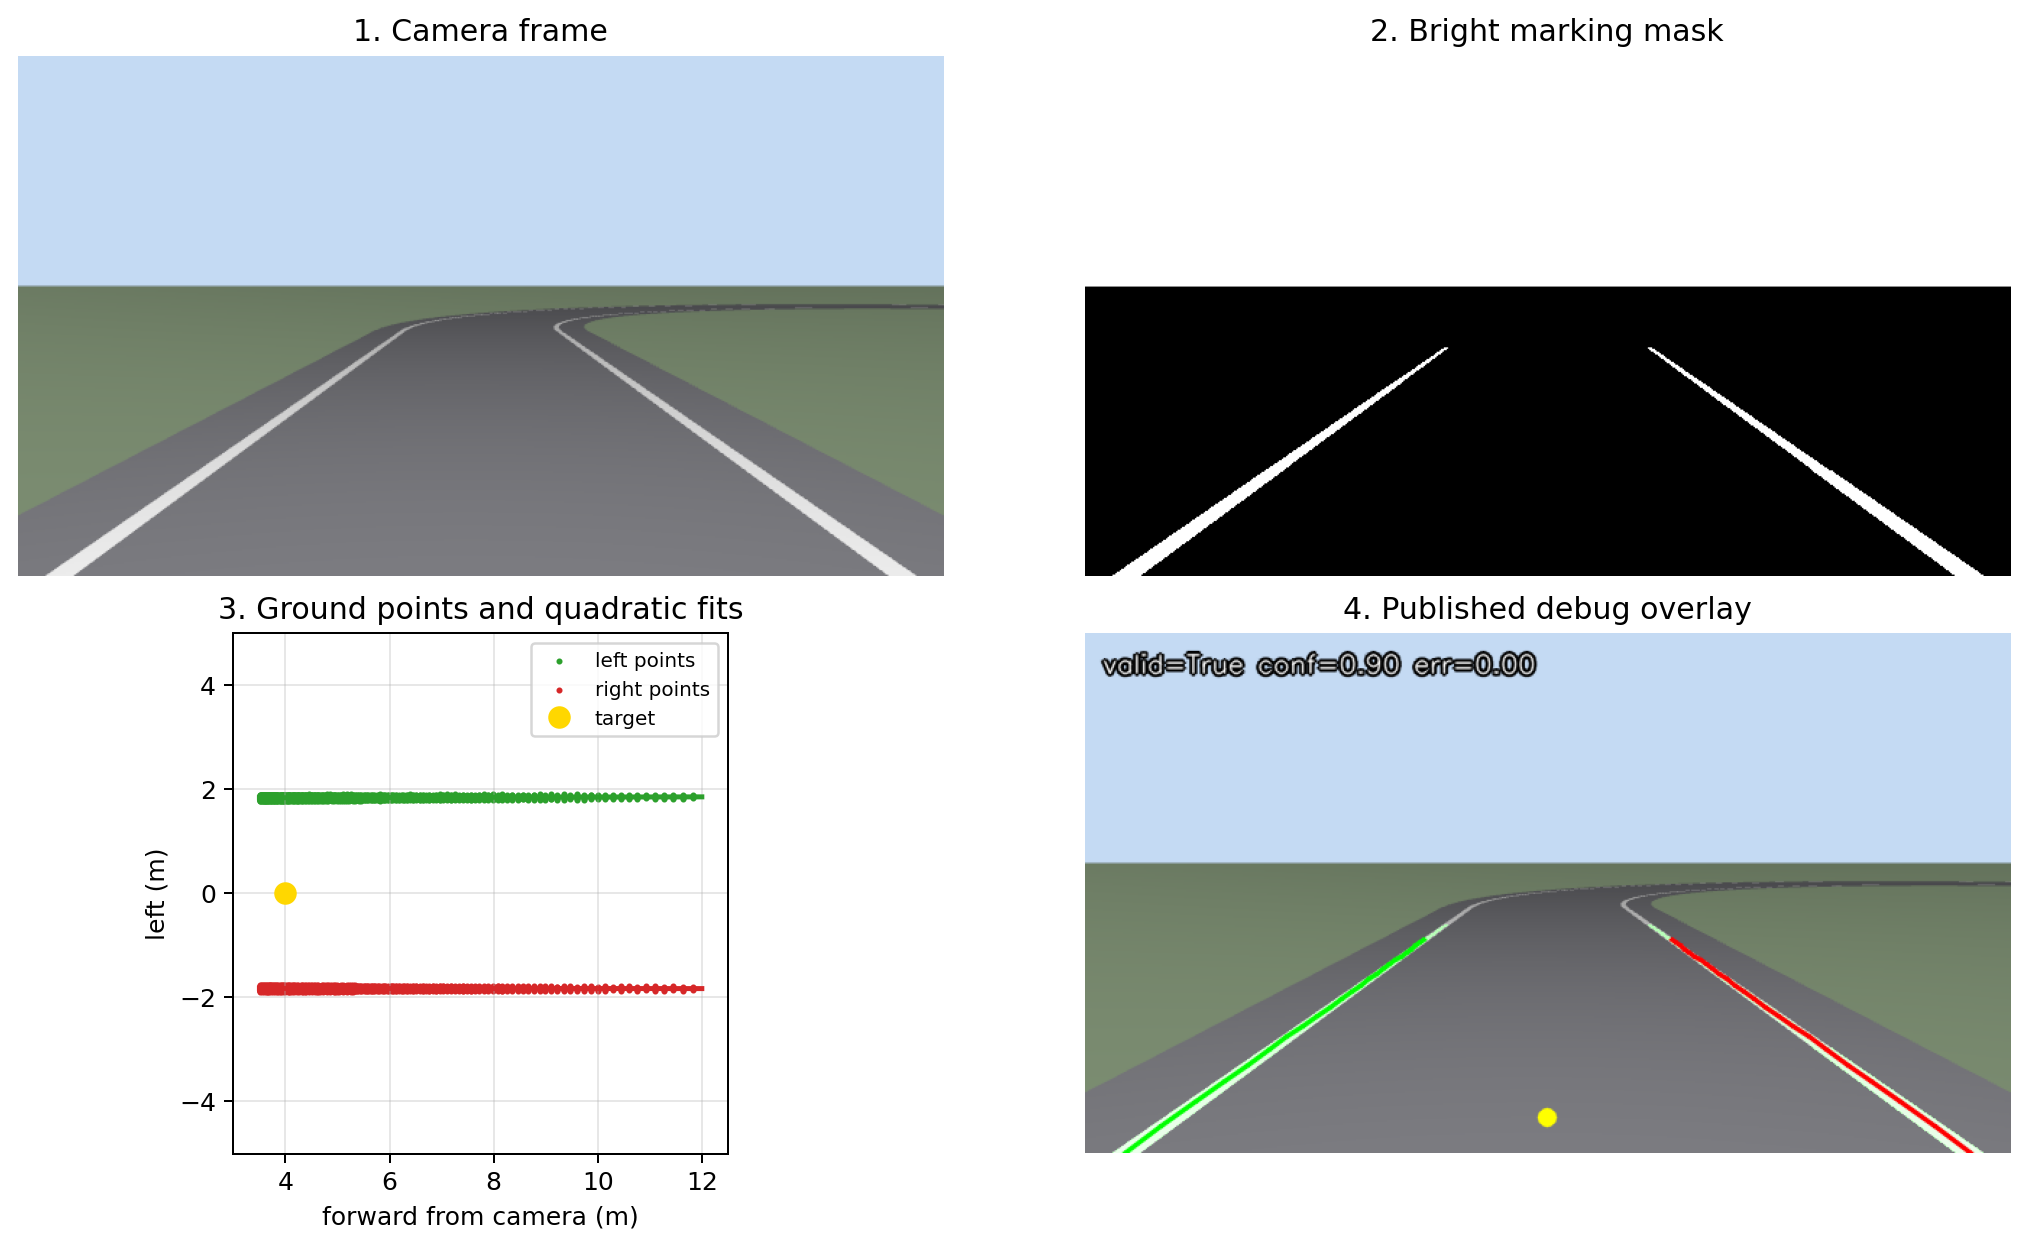 1. Camera frame
2. Bright marking mask
3. Ground points and quadratic fits
left points
right points
target
4
2
0
−2
−4
left (m)
4 6 8 10 12
forward from camera (m)
4. Published debug overlay
valid=True conf=0.90 err=0.00